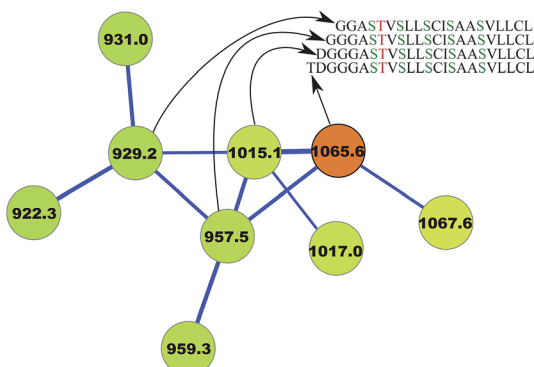 GGASTVSLLSCISAASVLLCL
GGGASTVSLLSCISAASVLLCL
DGGGASTVSLLSCISAASVLLCL
TDGGGASTVSLLSCISAASVLLCL
931.0
929.2
1015.1
1065.6
922.3
957.5
1017.0
1067.6
959.3